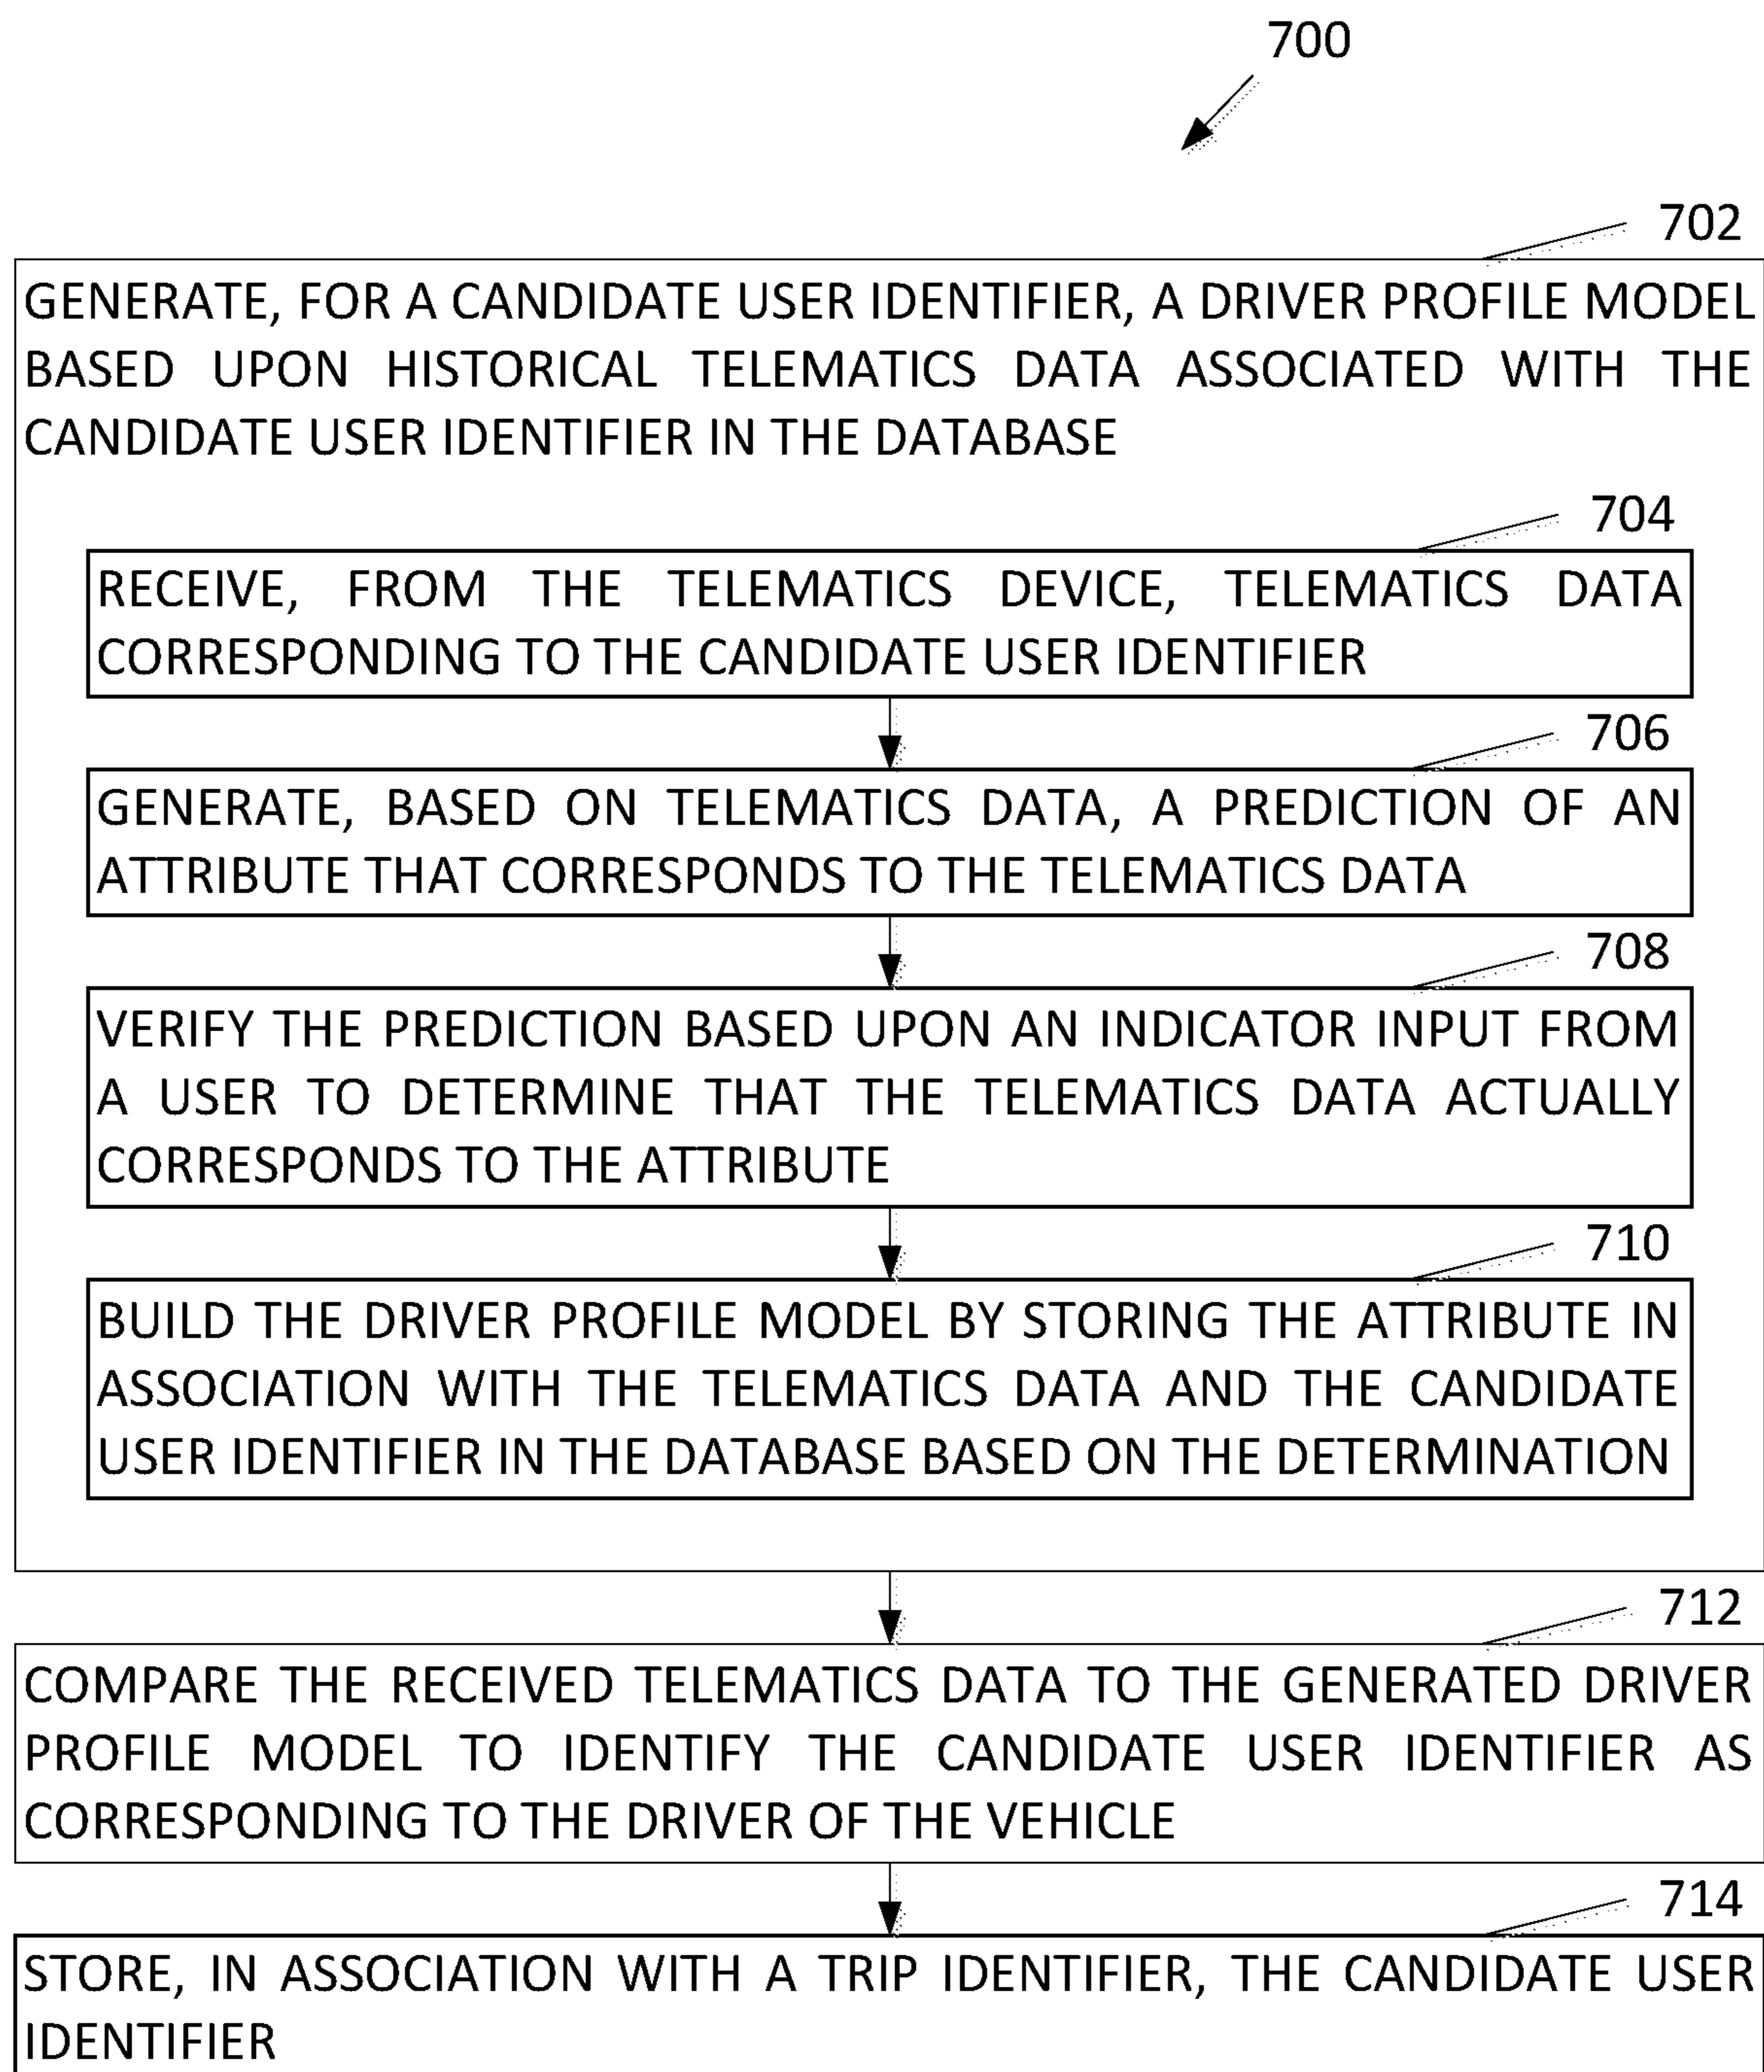 700
702
GENERATE, FOR A CANDIDATE USER IDENTIFIER, A DRIVER PROFILE MODEL
BASED UPON HISTORICAL TELEMATICS DATA ASSOCIATED WITH THE
CANDIDATE USER IDENTIFIER IN THE DATABASE
704
RECEIVE, FROM THE TELEMATICS DEVICE, TELEMATICS DATA
CORRESPONDING TO THE CANDIDATE USER IDENTIFIER
706
GENERATE, BASED ON TELEMATICS DATA, A PREDICTION OF AN
ATTRIBUTE THAT CORRESPONDS TO THE TELEMATICS DATA
708
VERIFY THE PREDICTION BASED UPON AN INDICATOR INPUT FROM
A USER TO DETERMINE THAT THE TELEMATICS DATA ACTUALLY
CORRESPONDS TO THE ATTRIBUTE
710
BUILD THE DRIVER PROFILE MODEL BY STORING THE ATTRIBUTE IN
ASSOCIATION WITH THE TELEMATICS DATA AND THE CANDIDATE
USER IDENTIFIER IN THE DATABASE BASED ON THE DETERMINATION
712
COMPARE THE RECEIVED TELEMATICS DATA TO THE GENERATED DRIVER
PROFILE MODEL TO IDENTIFY THE CANDIDATE USER IDENTIFIER AS
CORRESPONDING TO THE DRIVER OF THE VEHICLE
714
STORE, IN ASSOCIATION WITH A TRIP IDENTIFIER, THE CANDIDATE USER
IDENTIFIER